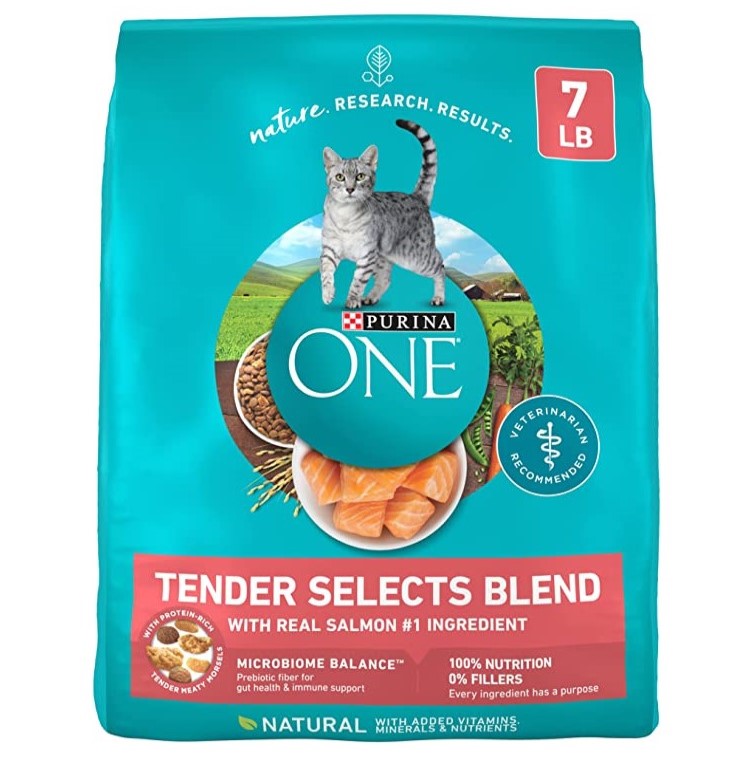 nature. RESEARCH. RESULTS.
7
LB
PURINA
ONE
VETERINARIAN
RECOMMENDED
TENDER SELECTS BLEND
WITH REAL SALMON #1 INGREDIENT
WITH PROTEIN-RICH
TENDER MEATY MORSELS
MICROBIOME BALANCE™
Prebiotic fiber for
gut health & immune support
100% NUTRITION
0% FILLERS
Every ingredient has a purpose
NATURAL WITH ADDED VITAMINS,
MINERALS & NUTRIENTS